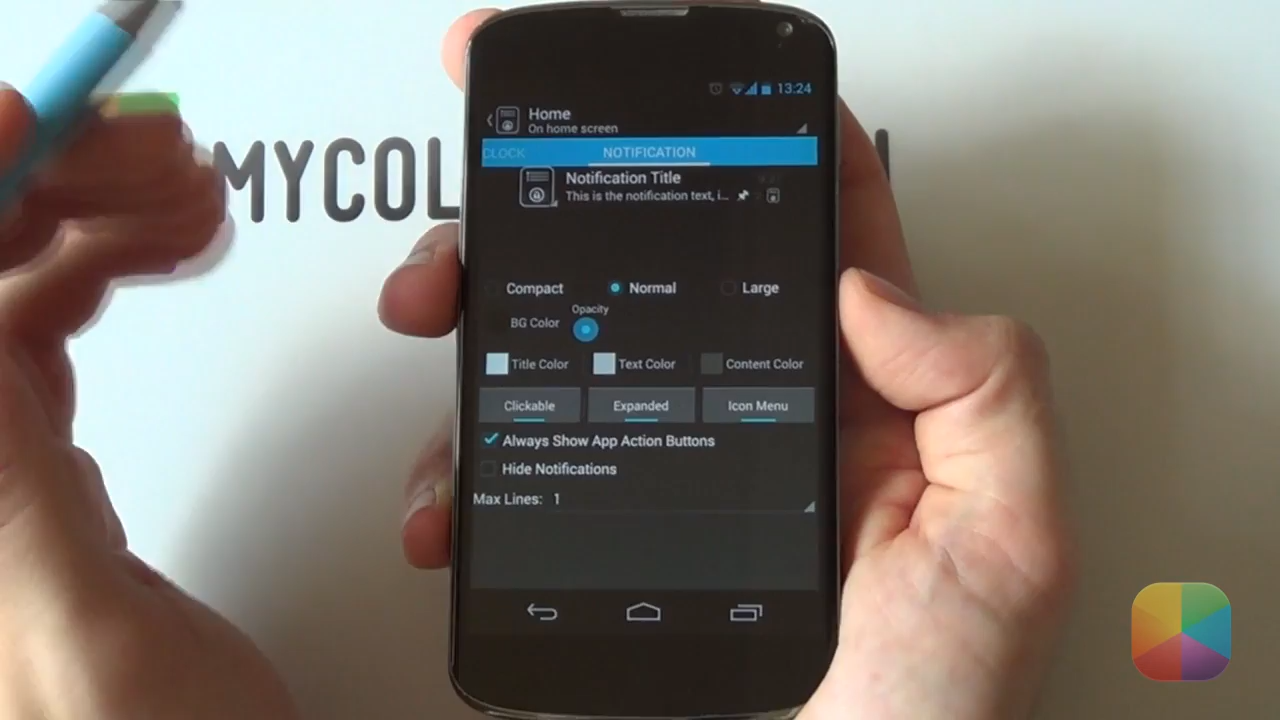 13:24
Home
On home screen
CLOCK NOTIFICATION
Notification Title
This is the notification text, i...
MYCOL
Compact Normal Large
Opacity
BG Color
Title Color Text Color Content Color
Clickable Expanded Icon Menu
Always Show App Action Buttons
Hide Notifications
Max Lines: 1